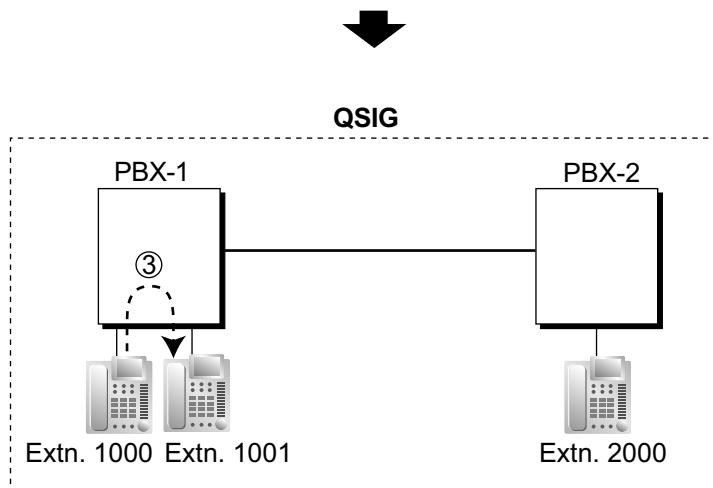 QSIG
PBX-1
PBX-2
③
Extn. 1000
Extn. 1001
Extn. 2000